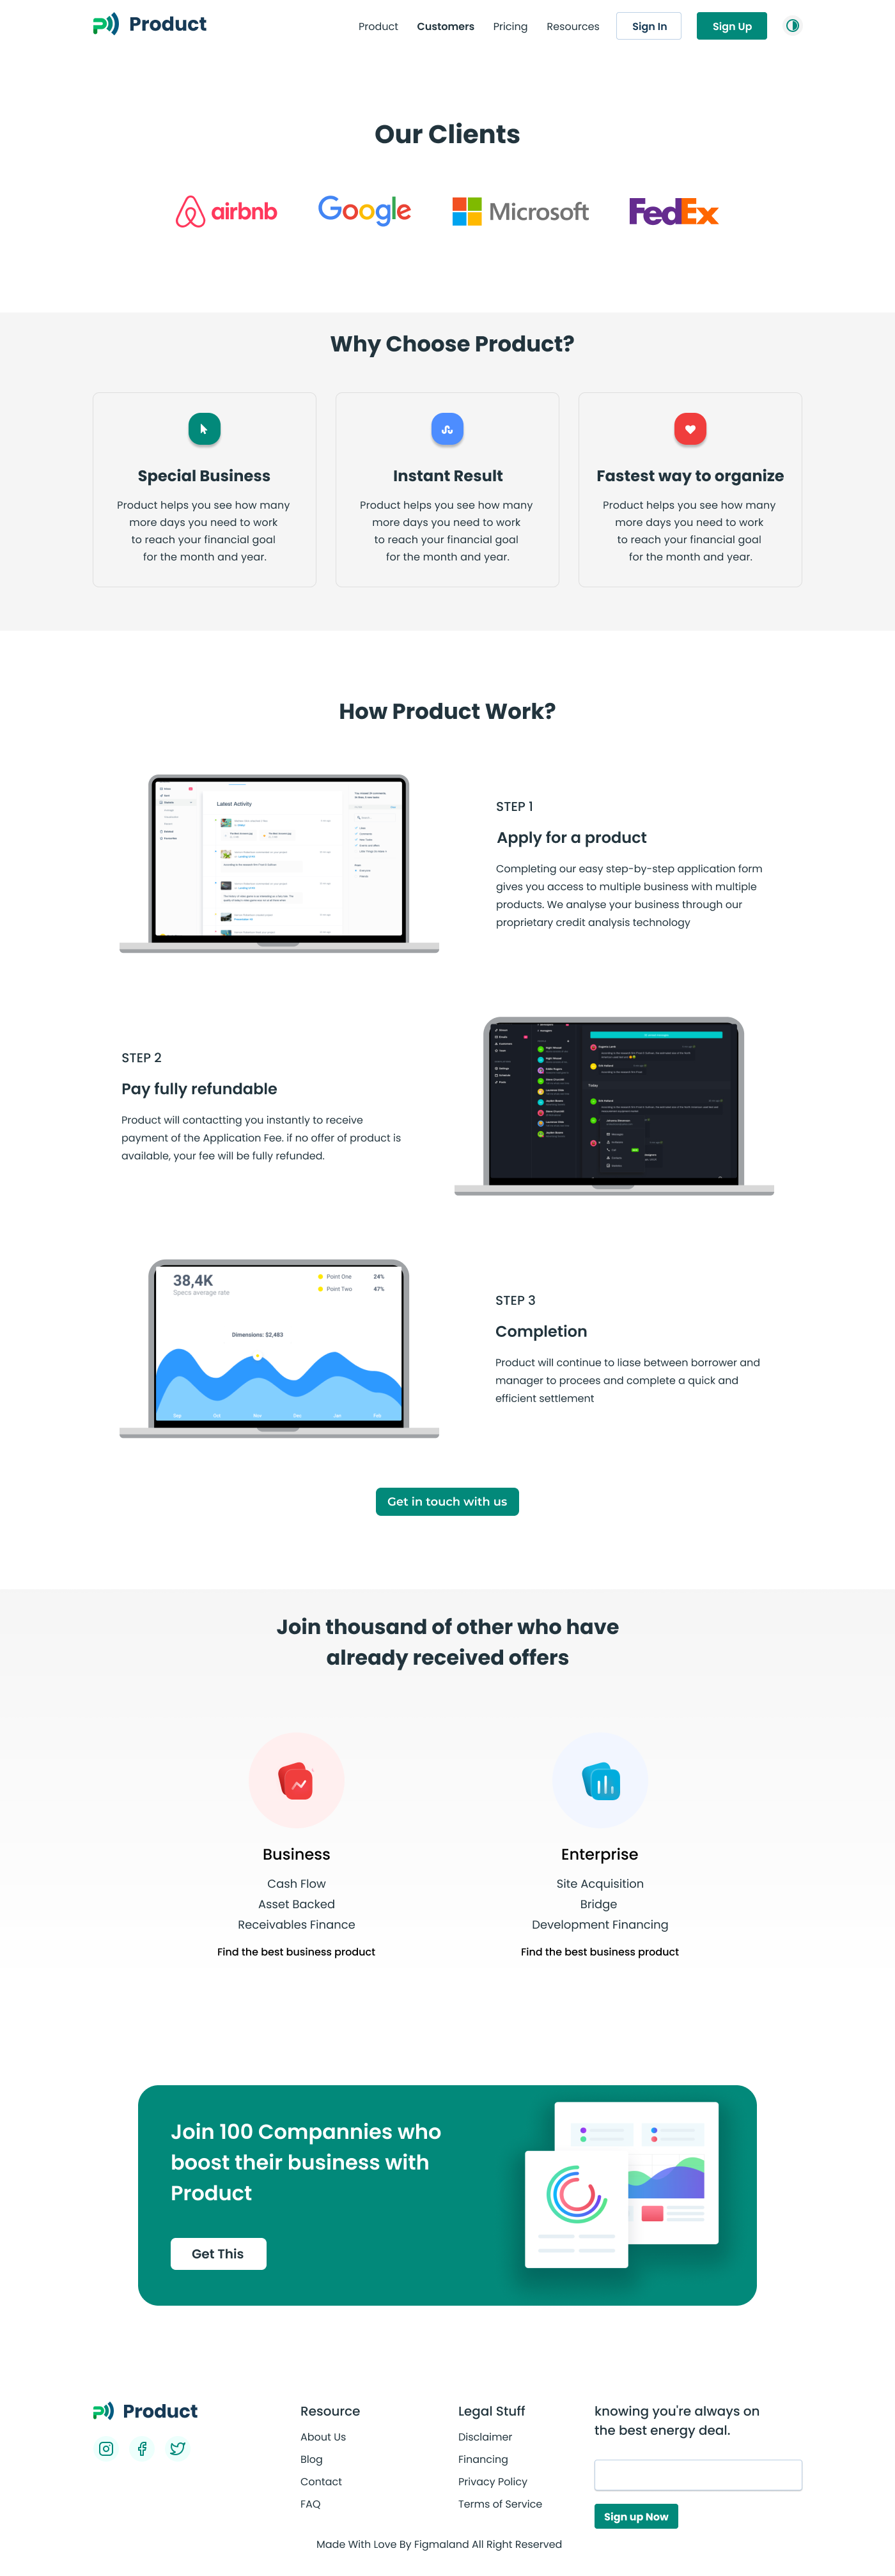 Product
Product Customers Pricing Resources Sign In Sign Up
Our Clients
airbnb Google Microsoft FedEx
Why Choose Product?
Special Business
Product helps you see how many
more days you need to work
to reach your financial goal
for the month and year.
Instant Result
Product helps you see how many
more days you need to work
to reach your financial goal
for the month and year.
Fastest way to organize
Product helps you see how many
more days you need to work
to reach your financial goal
for the month and year.
How Product Work?
Latest Activity
STEP 1
Apply for a product
Completing our easy step-by-step application form
gives you access to multiple business with multiple
products. We analyse your business through our
proprietary credit analysis technology
STEP 2
Pay fully refundable
Product will contactting you instantly to receive
payment of the Application Fee. if no offer of product is
available, your fee will be fully refunded.
Today
38,4K
Specs average rate
Point One 24%
Point Two 47%
Dimensions: $2,483
Sep Oct Nov Dec Jan Feb
STEP 3
Completion
Product will continue to liase between borrower and
manager to procees and complete a quick and
efficient settlement
Get in touch with us
Join thousand of other who have
already received offers
Business
Cash Flow
Asset Backed
Receivables Finance
Find the best business product
Enterprise
Site Acquisition
Bridge
Development Financing
Find the best business product
Join 100 Compannies who
boost their business with
Product
Get This
Product
Resource
About Us
Blog
Contact
FAQ
Legal Stuff
Disclaimer
Financing
Privacy Policy
Terms of Service
knowing you're always on
the best energy deal.
Sign up Now
Made With Love By Figmaland All Right Reserved